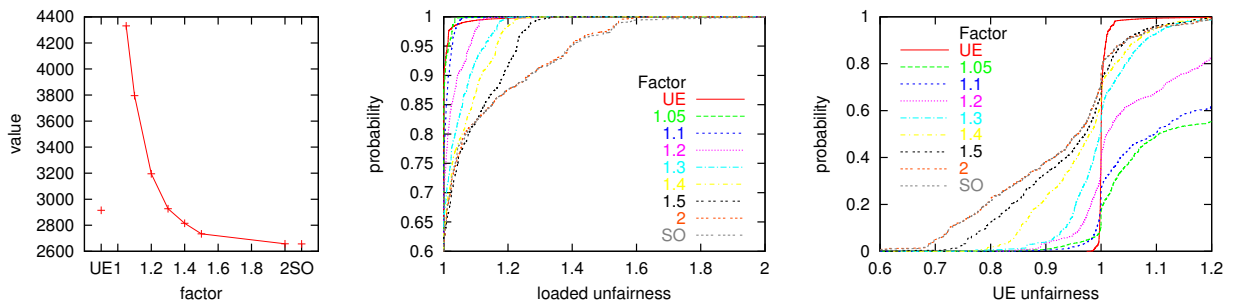 4400
4200
4000
3800
3600
3400
3200
3000
2800
2600
value
UE1 1.2 1.4 1.6 1.8 2SO
factor
1
0.95
0.9
0.85
0.8
0.75
0.7
0.65
0.6
probability
Factor
UE
1.05
1.1
1.2
1.3
1.4
1.5
2
SO
1 1.2 1.4 1.6 1.8 2
loaded unfairness
1
0.8
0.6
0.4
0.2
0
probability
Factor
UE
1.05
1.1
1.2
1.3
1.4
1.5
2
SO
0.6 0.7 0.8 0.9 1 1.1 1.2
UE unfairness